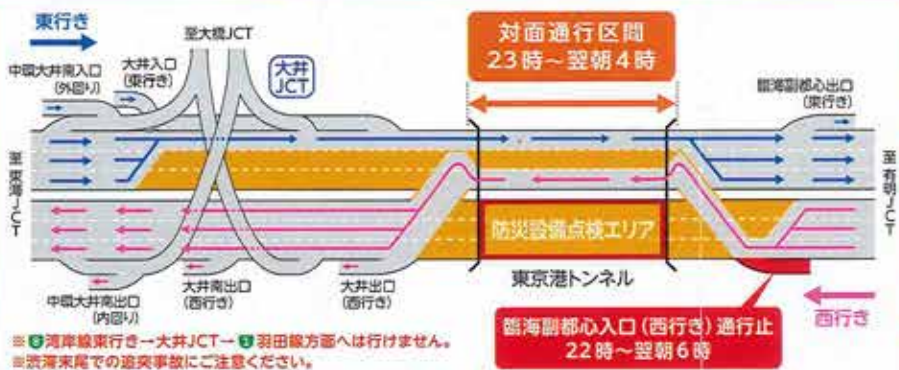 東行き
至大橋JCT
大井
JCT
対面通行区間
23時～翌朝4時
中環大井南入口
(外回り)
大井入口
(東行き)
臨海副都心出口
(東行き)
至東海JCT
至有明JCT
防災設備点検エリア
東京港トンネル
中環大井南出口
(内回り)
大井南出口
(西行き)
大井出口
(西行き)
西行き
臨海副都心入口(西行き)通行止
22時～翌朝6時
※湾岸線東行き→大井JCT→①羽田線方面へは行けません。
※渋滞末尾での追突事故にご注意ください。